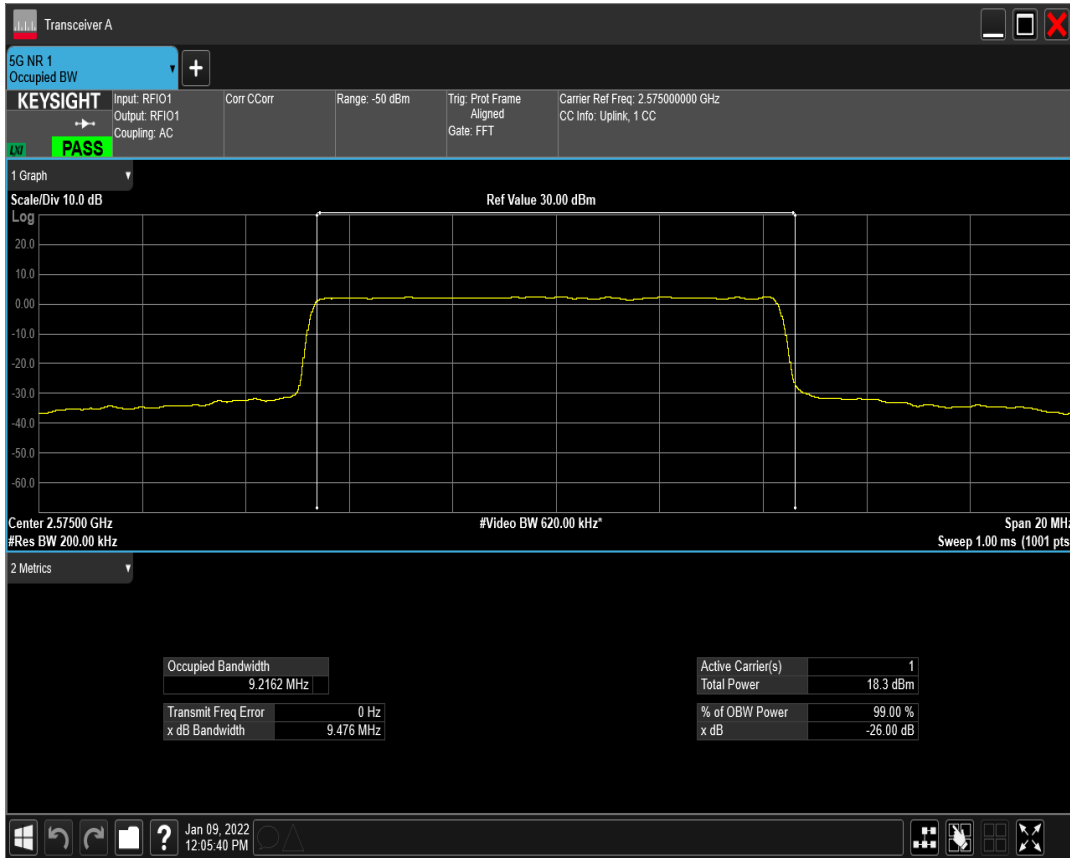 Transceiver A
5G NR 1
Occupied BW
KEYSIGHT
Input: RFIO1
Output: RFIO1
Coupling: AC
Corr CCorr
Range: -50 dBm
Trig: Prot Frame
Aligned
Gate: FFT
Carrier Ref Freq: 2.575000000 GHz
CC Info: Uplink, 1 CC
LXI
PASS
1 Graph
Scale/Div 10.0 dB
Ref Value 30.00 dBm
Log
20.0
10.0
0.00
-10.0
-20.0
-30.0
-40.0
-50.0
-60.0
Center 2.57500 GHz
#Video BW 620.00 kHz*
Span 20 MHz
#Res BW 200.00 kHz
Sweep 1.00 ms (1001 pts
2 Metrics
Occupied Bandwidth
9.2162 MHz
Transmit Freq Error 0 Hz
x dB Bandwidth 9.476 MHz
Active Carrier(s) 1
Total Power 18.3 dBm
% of OBW Power 99.00 %
x dB -26.00 dB
Jan 09, 2022
12:05:40 PM